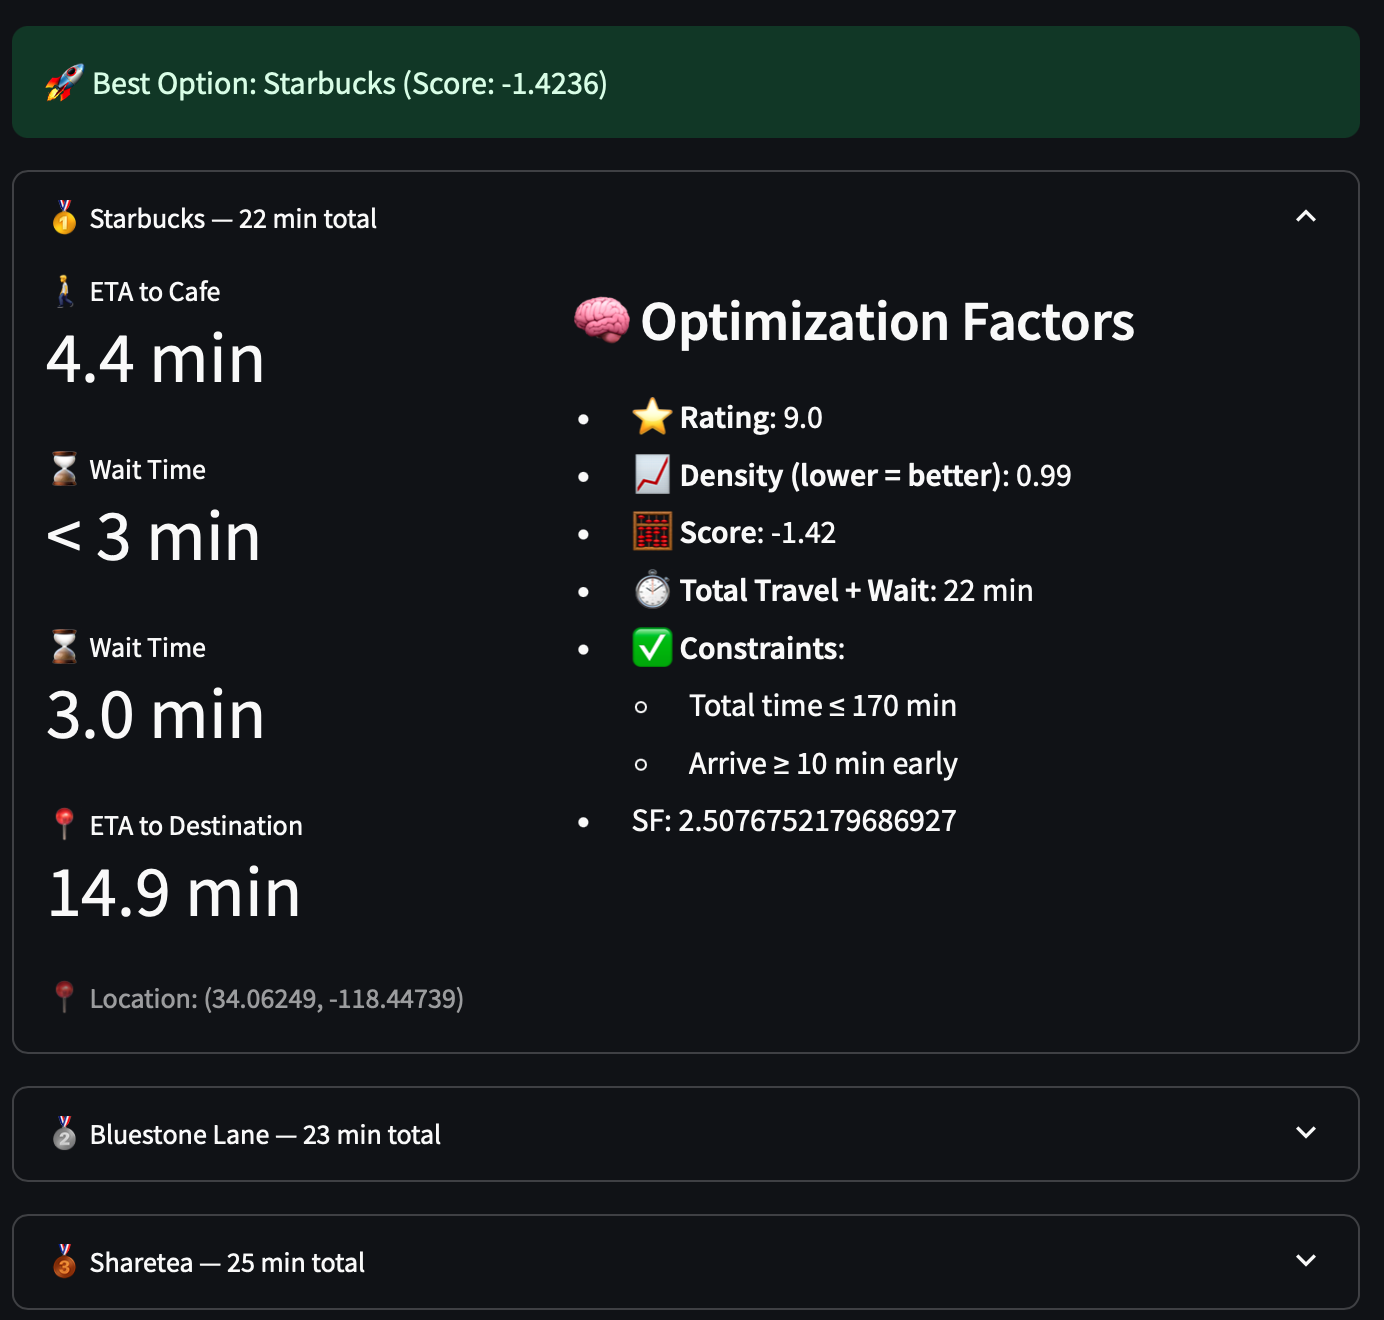 🚀 Best Option: Starbucks (Score: -1.4236)
🥇 Starbucks — 22 min total
🚶 ETA to Cafe
4.4 min
⏳ Wait Time
< 3 min
⏳ Wait Time
3.0 min
📍 ETA to Destination
14.9 min
📍 Location: (34.06249, -118.44739)
🧠 Optimization Factors
• ⭐ Rating: 9.0
• 📈 Density (lower = better): 0.99
• 🧮 Score: -1.42
• ⏱️ Total Travel + Wait: 22 min
• ✅ Constraints:
○ Total time ≤ 170 min
○ Arrive ≥ 10 min early
• SF: 2.5076752179686927
🥈 Bluestone Lane — 23 min total
🥉 Sharetea — 25 min total